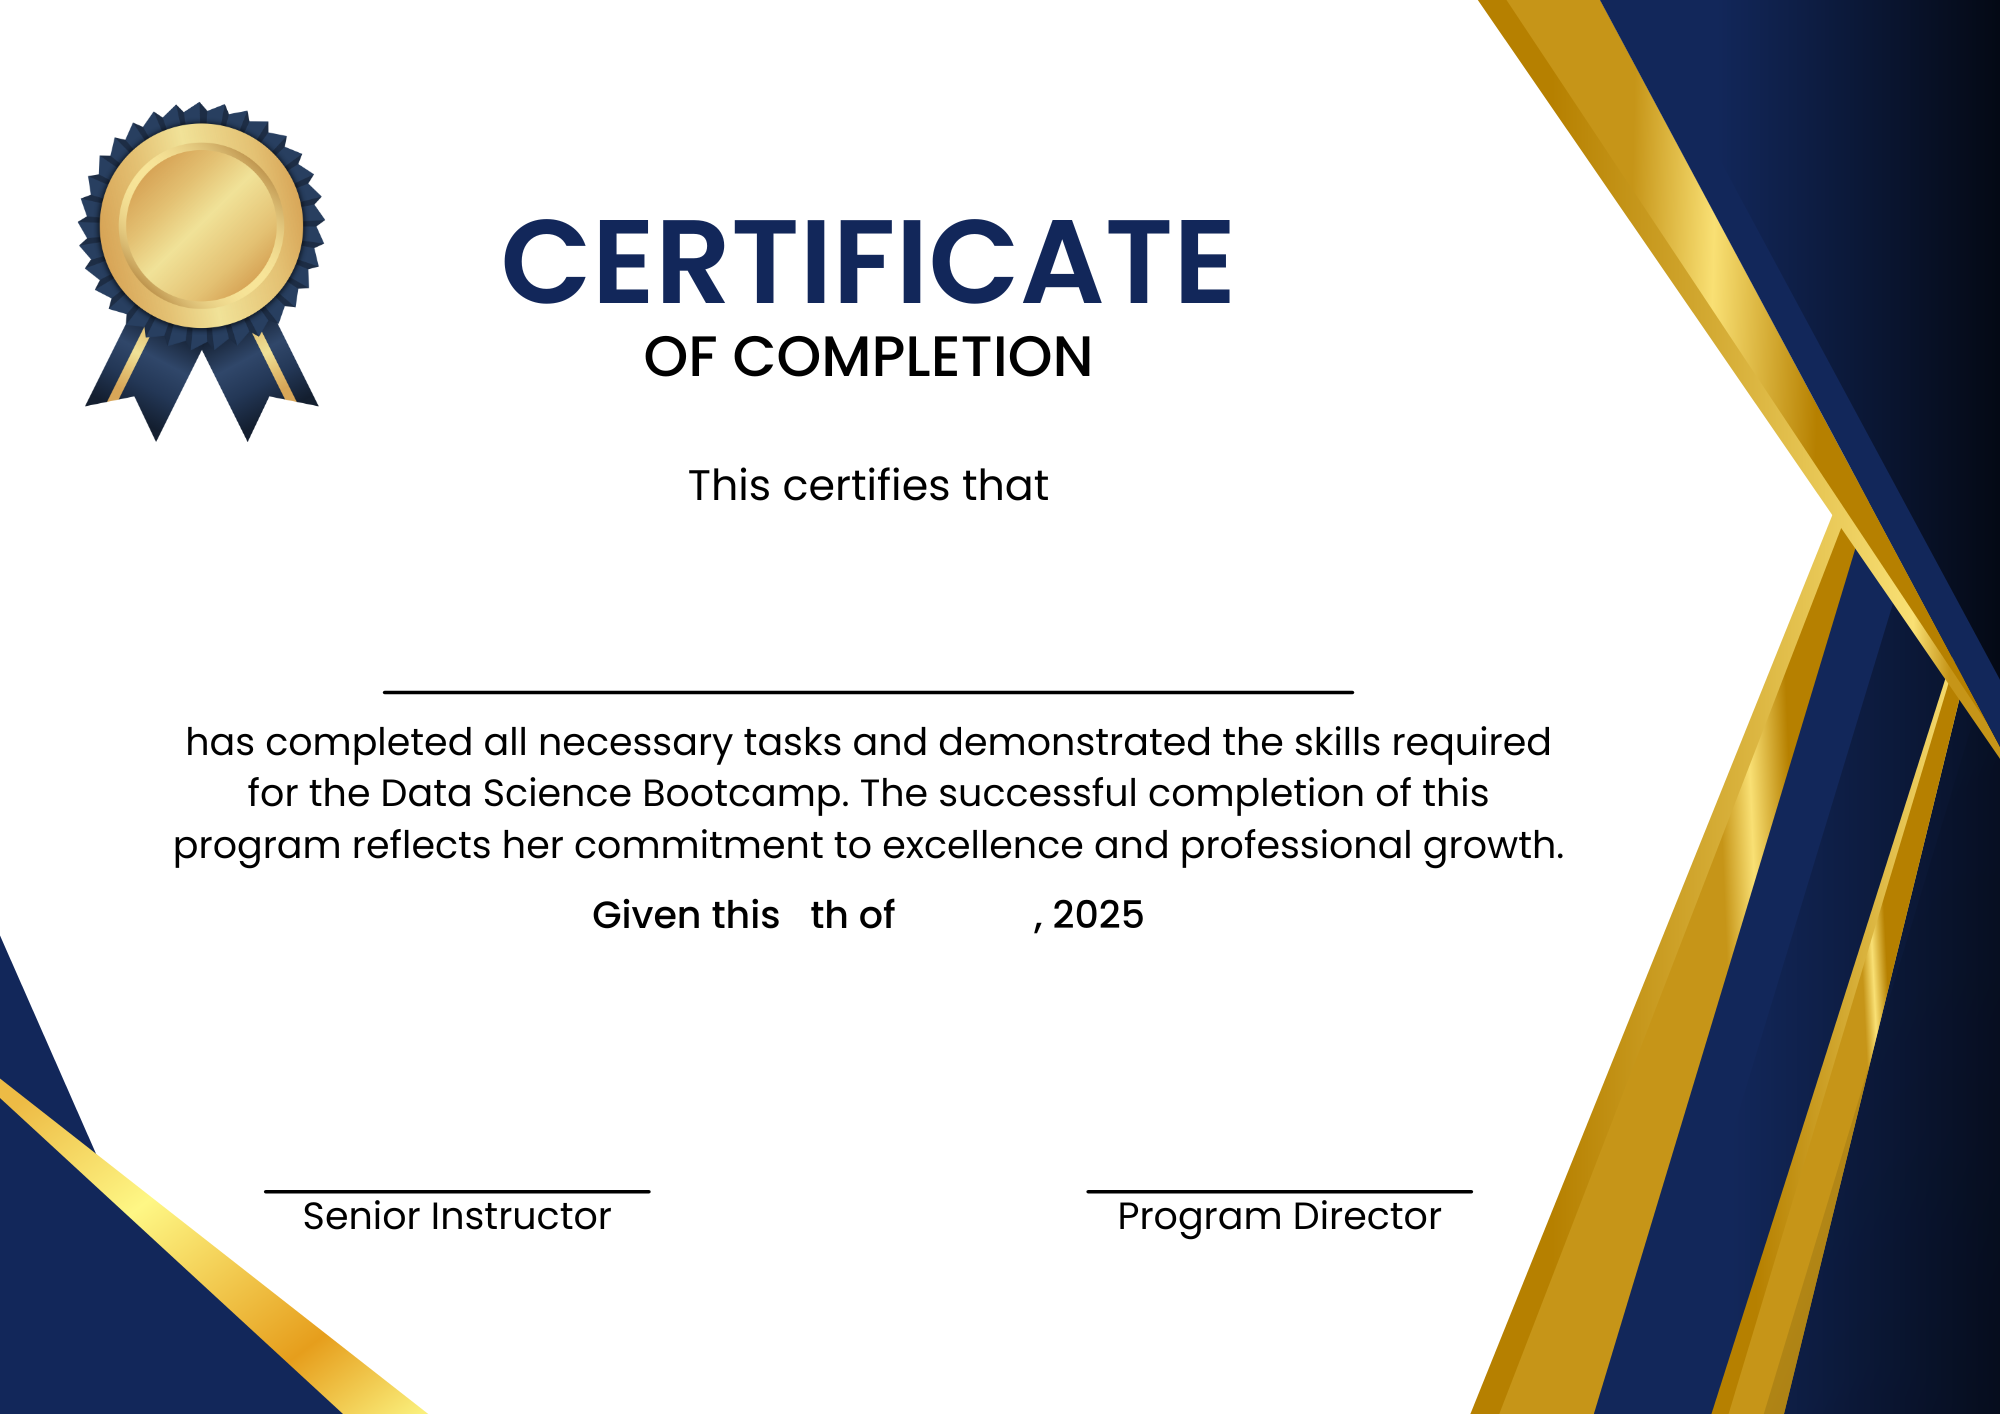 CERTIFICATE
OF COMPLETION
This certifies that
has completed all necessary tasks and demonstrated the skills required
for the Data Science Bootcamp. The successful completion of this
program reflects her commitment to excellence and professional growth.
Given this th of , 2025
Senior Instructor
Program Director